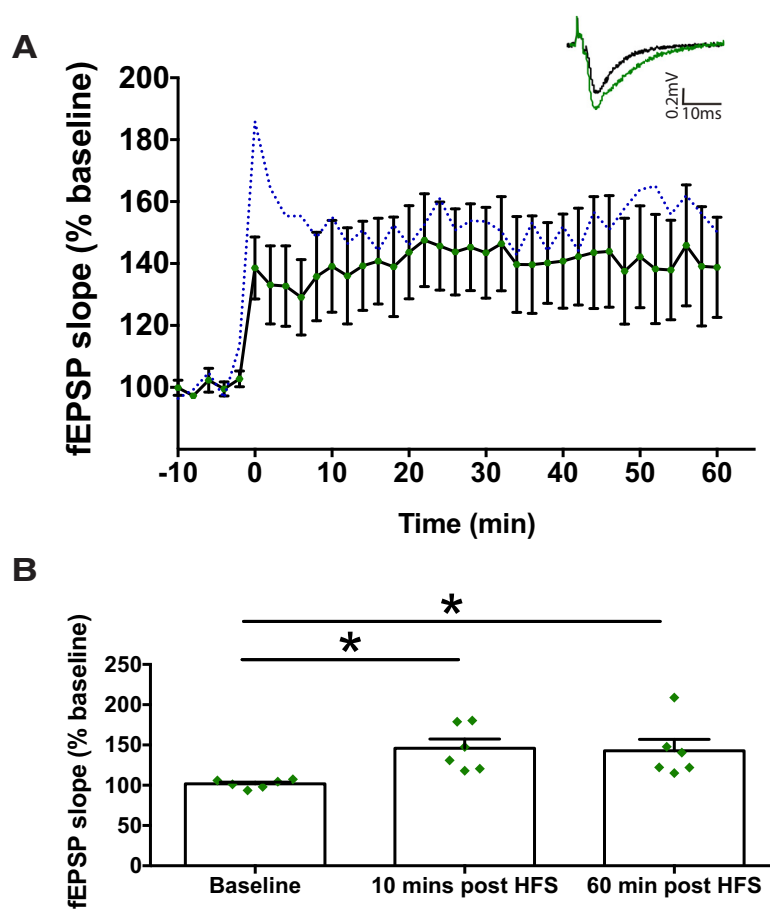 A
fEPSP slope (% baseline)
200
180
160
140
120
100
-10 0 10 20 30 40 50 60
Time (min)
0.2mV
10ms
B
fEPSP slope (% baseline)
250
200
150
100
50
0
*
*
Baseline 10 mins post HFS 60 min post HFS